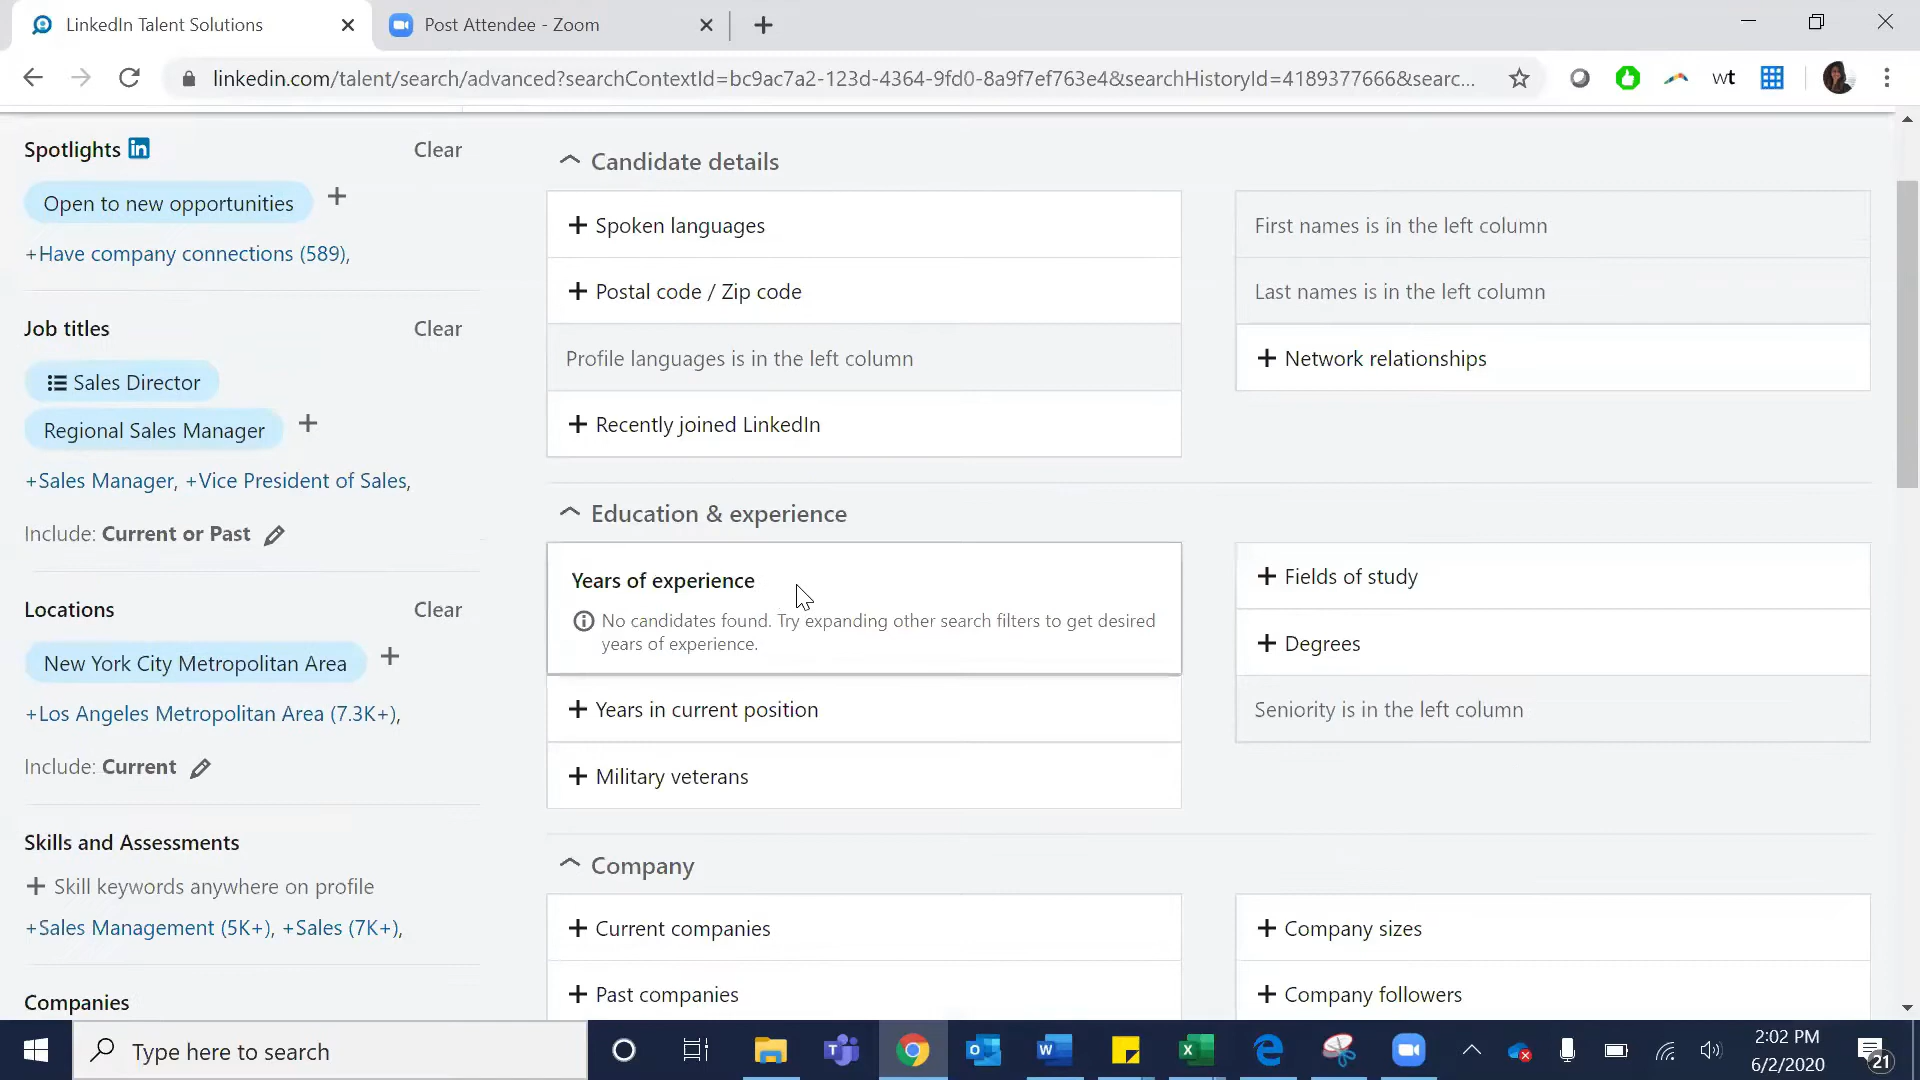 LinkedIn Talent Solutions
Post Attendee - Zoom
linkedin.com/talent/search/advanced?searchContextId=bc9ac7a2-123d-4364-9fd0-8a9f7ef763e4&searchHistoryId=4189377666&searc...
wt
Spotlights in
Clear
Open to new opportunities
+Have company connections (589),
Job titles
Clear
Sales Director
Regional Sales Manager
+Sales Manager, +Vice President of Sales,
Include: Current or Past
Locations
Clear
New York City Metropolitan Area
+Los Angeles Metropolitan Area (7.3K+),
Include: Current
Skills and Assessments
+ Skill keywords anywhere on profile
+Sales Management (5K+), +Sales (7K+),
Companies
Candidate details
+ Spoken languages
+ Postal code / Zip code
Profile languages is in the left column
+ Recently joined LinkedIn
First names is in the left column
Last names is in the left column
+ Network relationships
Education & experience
Years of experience
No candidates found. Try expanding other search filters to get desired
years of experience.
+ Years in current position
+ Military veterans
+ Fields of study
+ Degrees
Seniority is in the left column
Company
+ Current companies
+ Past companies
+ Company sizes
+ Company followers
Type here to search
2:02 PM
6/2/2020
21